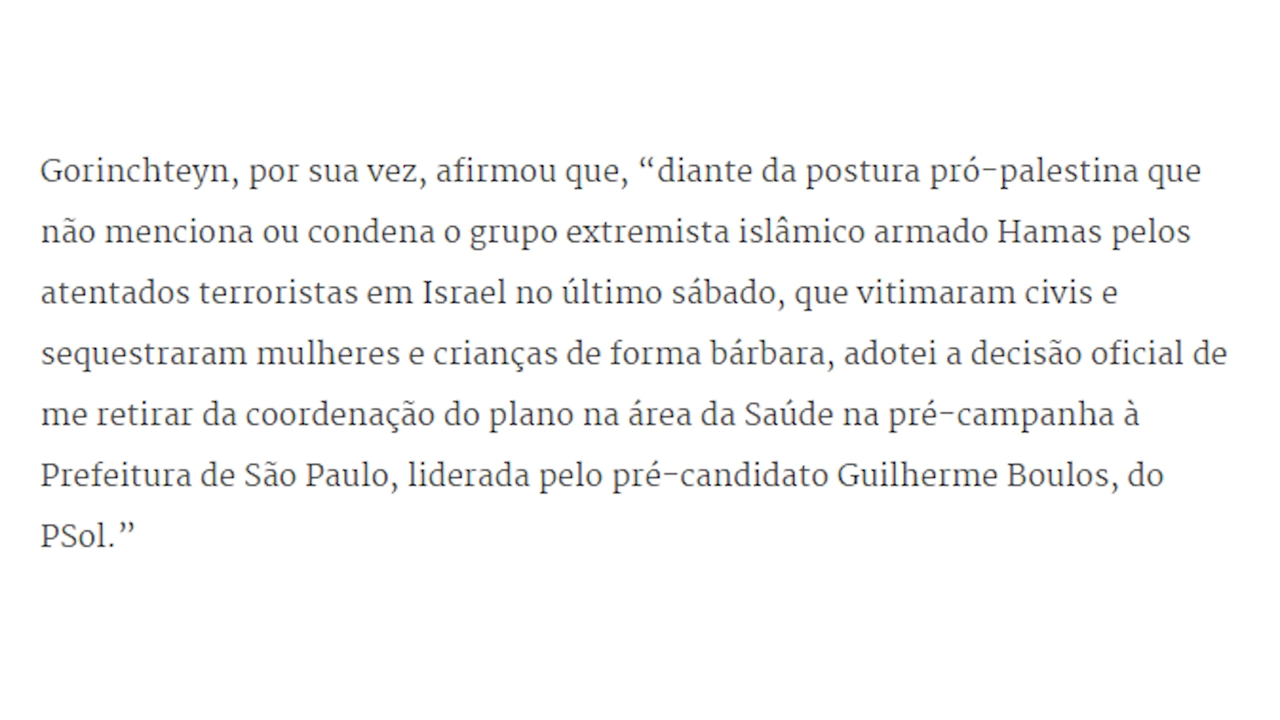 Gorinchteyn, por sua vez, afirmou que, “diante da postura pró-palestina que
não menciona ou condena o grupo extremista islâmico armado Hamas pelos
atentados terroristas em Israel no último sábado, que vitimaram civis e
sequestraram mulheres e crianças de forma bárbara, adotei a decisão oficial de
me retirar da coordenação do plano na área da Saúde na pré-campanha à
Prefeitura de São Paulo, liderada pelo pré-candidato Guilherme Boulos, do
PSol.”